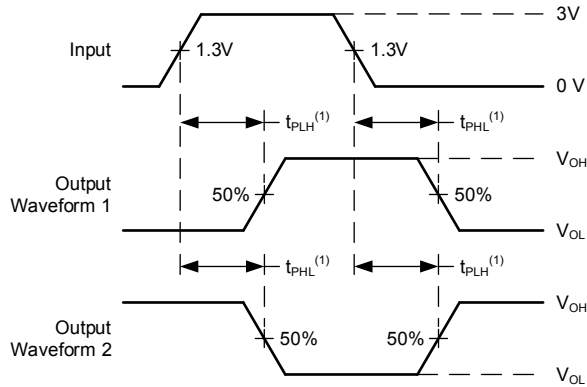 3V
Input
1.3V
1.3V
0 V
tPLH(1)
tPHL(1)
VOH
Output
Waveform 1
50%
50%
VOL
tPHL(1)
tPLH(1)
VOH
Output
Waveform 2
50%
50%
VOL